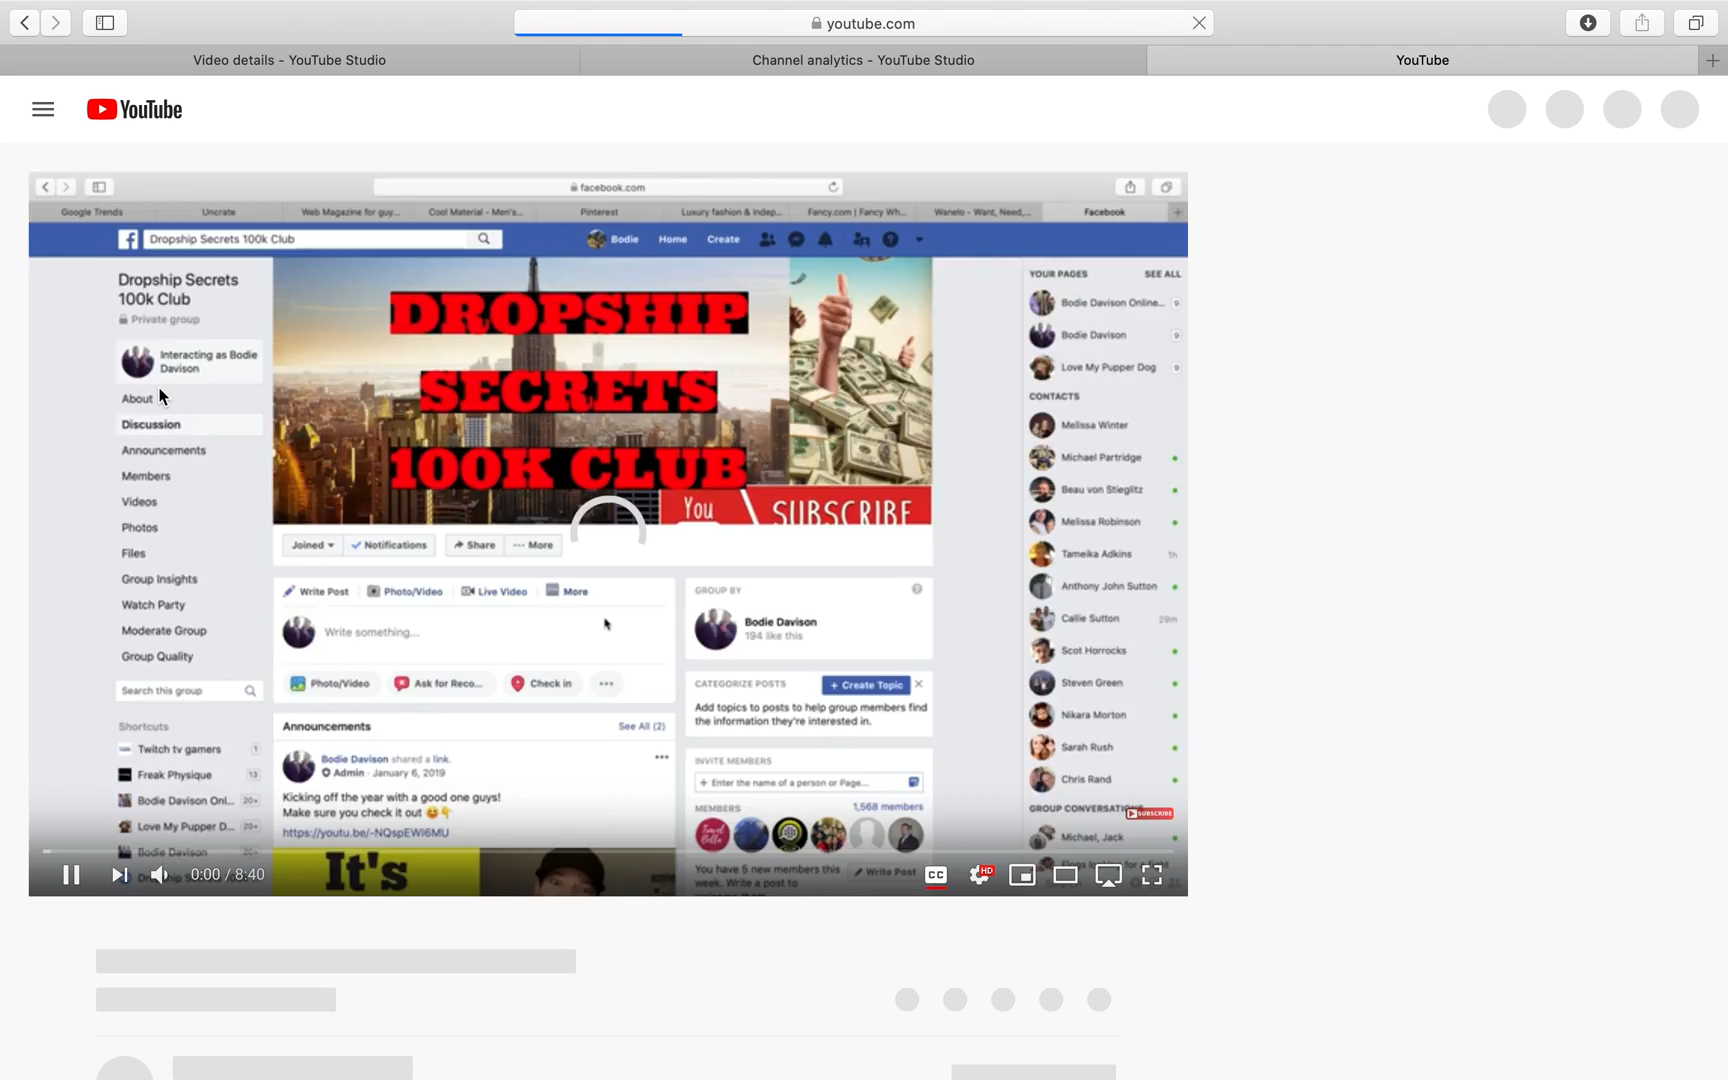 youtube.com
Video details - YouTube Studio
Channel analytics - YouTube Studio
YouTube
YouTube
facebook.com
Google Trends
Uncrate
Web Magazine for guy...
Cool Material - Men's...
Pinterest
Luxury fashion & indep...
Fancy.com | Fancy Wh...
Wanelo - Want, Need,...
Facebook
Dropship Secrets 100k Club
Bodie
Home
Create
Dropship Secrets
100k Club
Private group
Interacting as Bodie
Davison
About
Discussion
Announcements
Members
Videos
Photos
Files
Group Insights
Watch Party
Moderate Group
Group Quality
Search this group
Shortcuts
Twitch tv gamers 1
Freak Physique 13
Bodie Davison Onl... 20+
Love My Pupper D... 20+
Bodie Davison 20+
DROPSHIP
SECRETS
100K CLUB
You
SUBSCRIBE
Joined
Notifications
Share
More
Write Post
Photo/Video
Live Video
More
Write something...
Photo/Video
Ask for Reco...
Check in
Announcements
See All (2)
Bodie Davison shared a link.
Admin · January 6, 2019
Kicking off the year with a good one guys!
Make sure you check it out
https://youtu.be/-NQspEWl6MU
It's
GROUP BY
Bodie Davison
194 like this
CATEGORIZE POSTS
+ Create Topic
Add topics to posts to help group members find
the information they're interested in.
INVITE MEMBERS
+ Enter the name of a person or Page...
MEMBERS
1,568 members
You have 5 new members this
week. Write a post to
Write Post
YOUR PAGES
SEE ALL
Bodie Davison Online... 9
Bodie Davison 9
Love My Pupper Dog 9
CONTACTS
Melissa Winter
Michael Partridge
Beau von Stieglitz
Melissa Robinson
Tameika Adkins 1h
Anthony John Sutton
Callie Sutton 29m
Scot Horrocks
Steven Green
Nikara Morton
Sarah Rush
Chris Rand
GROUP CONVERSATIONS
SUBSCRIBE
Michael, Jack
0:00 / 8:40
CC
HD